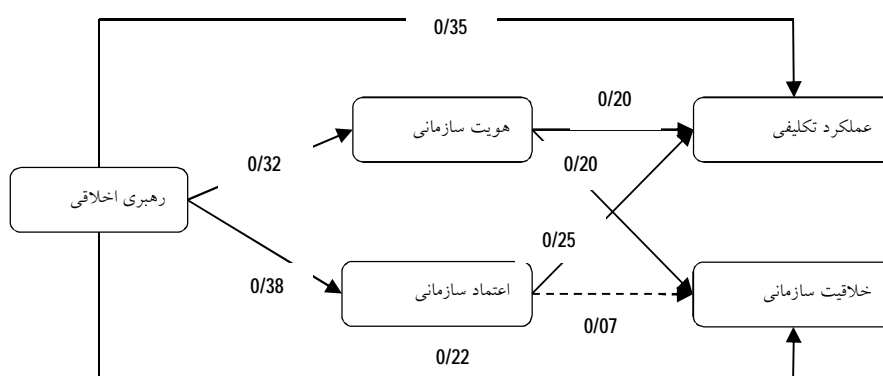 0/35
هویت سازمانی
0/20
عملکرد تکلیفی
0/32
0/20
رهبری اخلاقی
0/25
0/38
اعتماد سازمانی
خلاقیت سازمانی
0/07
0/22